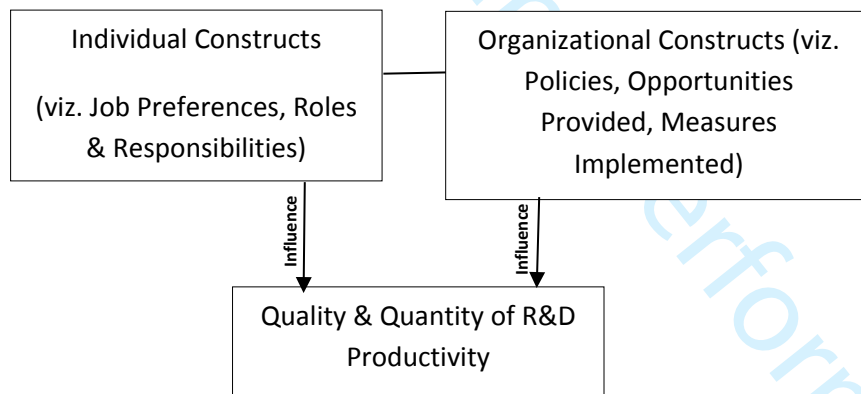 Individual Constructs
(viz. Job Preferences, Roles
& Responsibilities)
Organizational Constructs (viz.
Policies, Opportunities
Provided, Measures
Implemented)
Influence
Influence
Quality & Quantity of R&D
Productivity